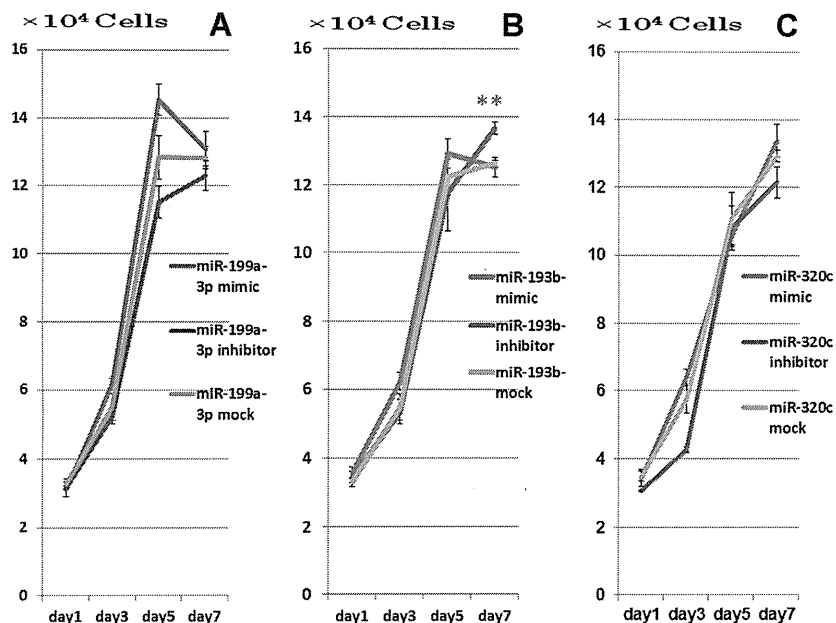 ×10⁴ Cells A
16
14
12
10
8
6
4
2
0
miR-199a-
3p mimic
miR-199a-
3p inhibitor
miR-199a-
3p mock
day1 day3 day5 day7
×10⁴ Cells B
16
14
12
10
8
6
4
2
0
**
miR-193b-
mimic
miR-193b-
inhibitor
miR-193b-
mock
day1 day3 day5 day7
×10⁴ Cells C
16
14
12
10
8
6
4
2
0
miR-320c
mimic
miR-320c
inhibitor
miR-320c
mock
day1 day3 day5 day7